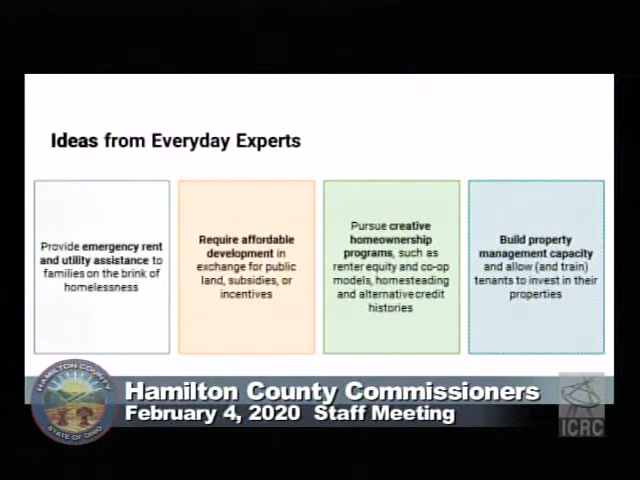 Ideas from Everyday Experts
Provide emergency rent
and utility assistance to
families on the brink of
homelessness
Require affordable
development in
exchange for public
land, subsidies, or
incentives
Pursue creative
homeownership
programs, such as
renter equity and co-op
models, homesteading
and alternative credit
histories
Build property
management capacity
and allow (and train)
tenants to invest in their
properties
HAMILTON COUNTY
STATE OF OHIO
Hamilton County Commissioners
February 4, 2020 Staff Meeting
ICRC